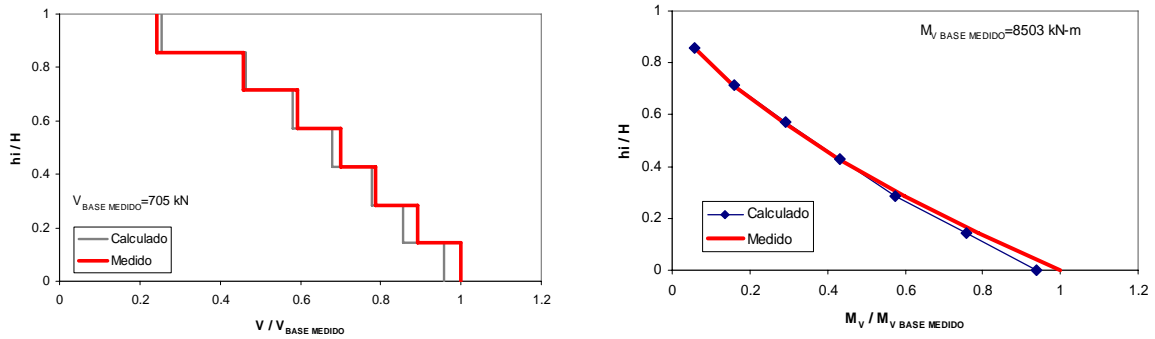 1
0.8
0.6
0.4
0.2
0
hi / H
V BASE MEDIDO=705 kN
Calculado
Medido
0 0.2 0.4 0.6 0.8 1 1.2
V / V BASE MEDIDO
1
0.8
0.6
0.4
0.2
0
hi / H
M V BASE MEDIDO=8503 kN-m
Calculado
Medido
0 0.2 0.4 0.6 0.8 1 1.2
M V / M V BASE MEDIDO